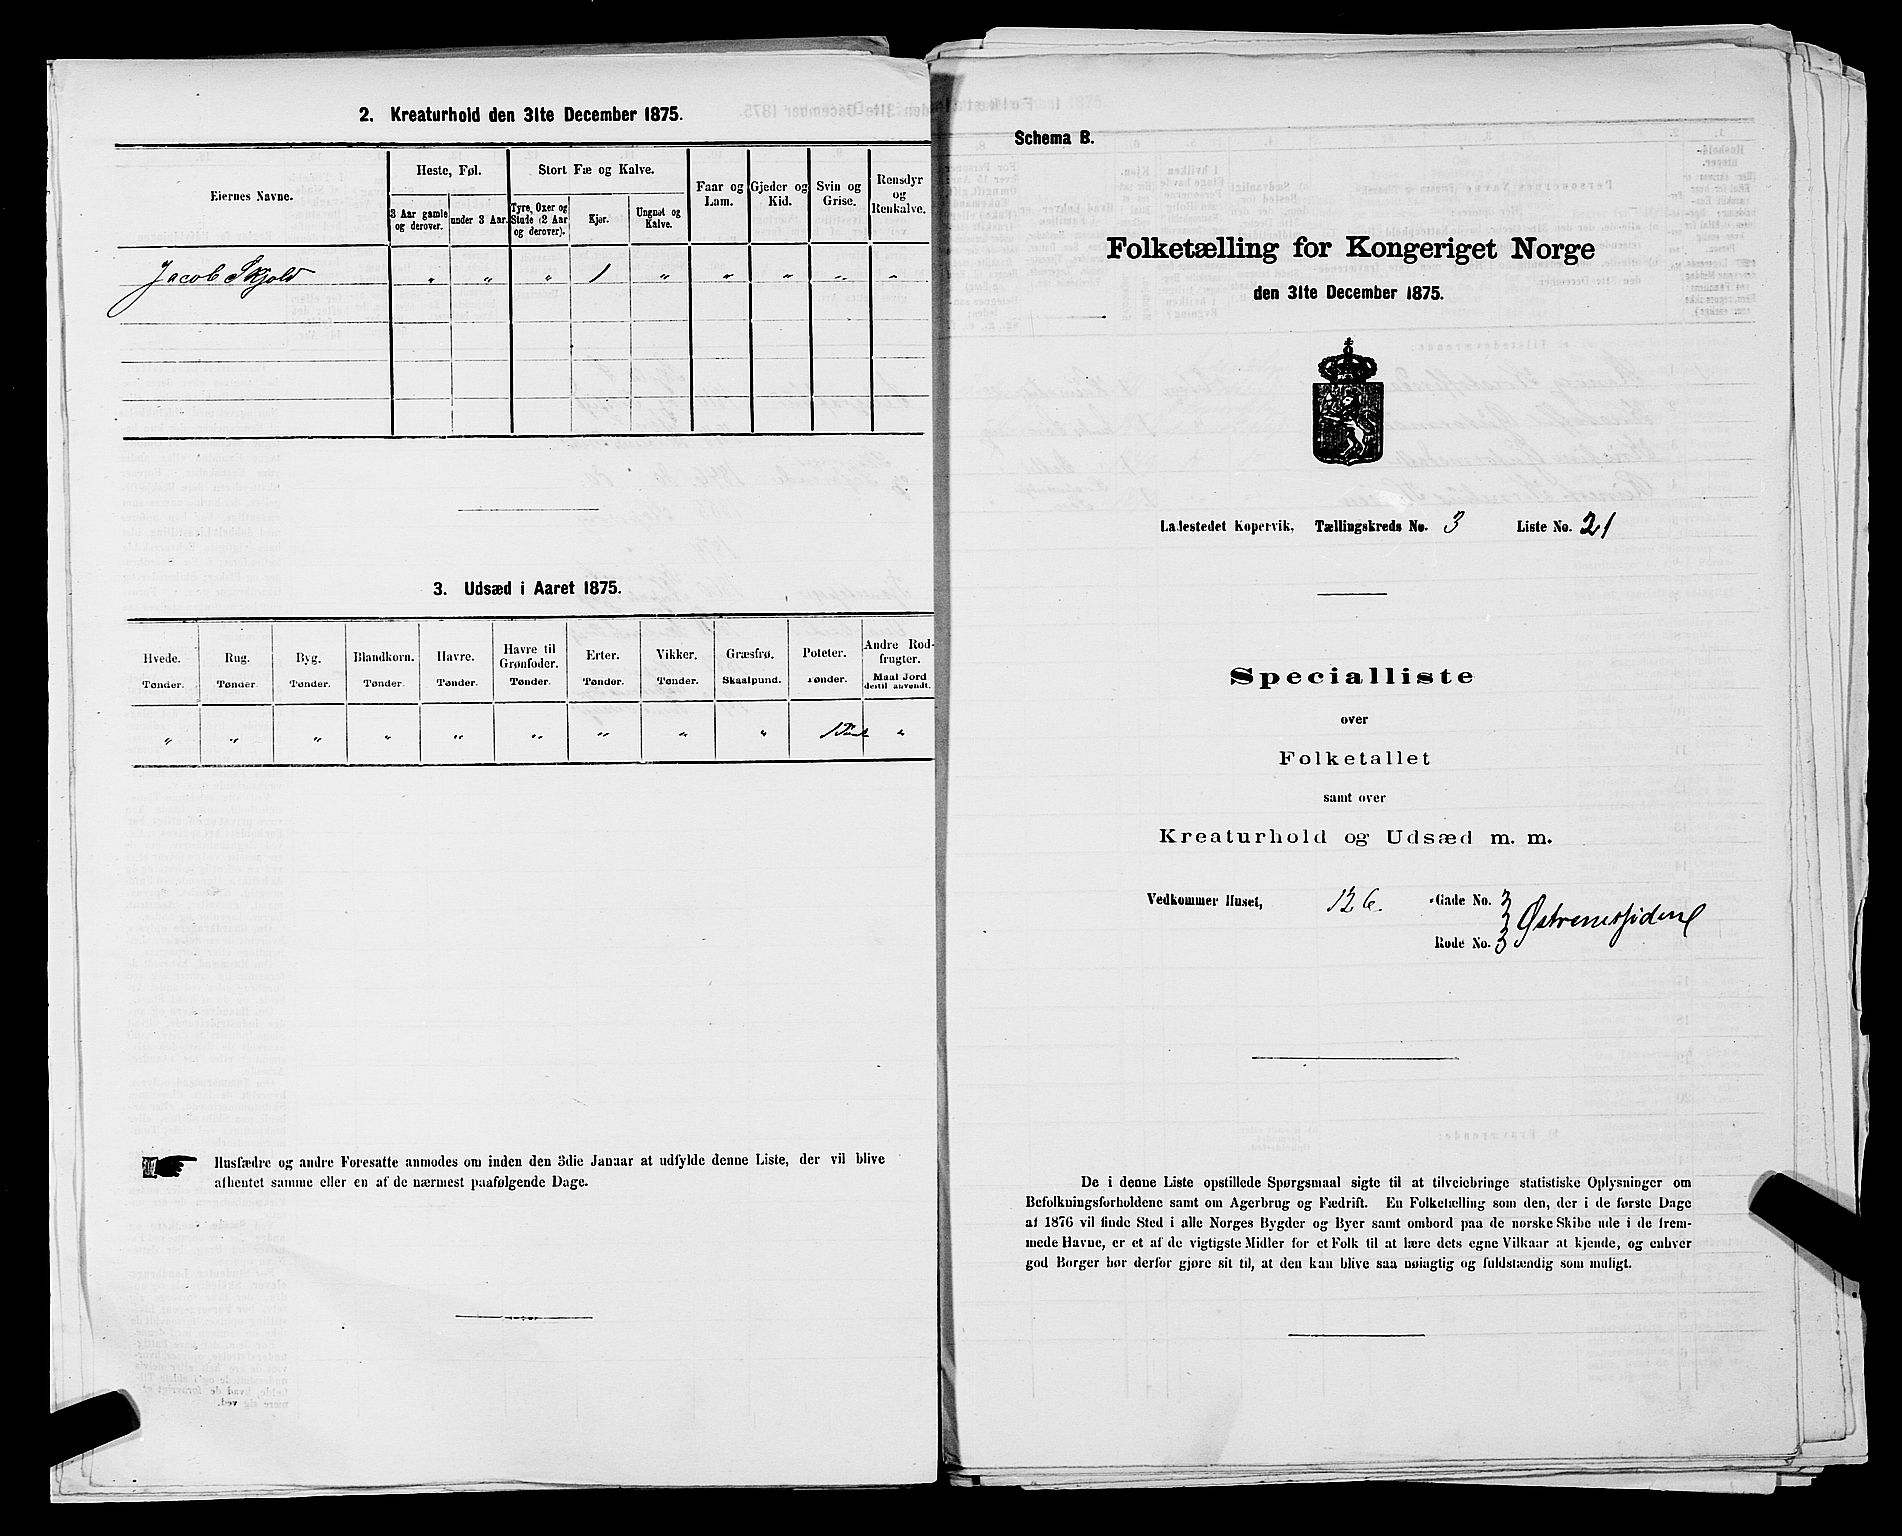 2. Kreaturhold den 31te December 1875.
Eiernes Navne.
Heste, Føl.
Stort Fæ og Kalve.
Faar og Lam.
Gjeder og Kid.
Svin og Grise.
Rensdyr og Renkalve.
3 Aar gamle og derover.
under 3 Aar.
Tyre, Oxer og Stude (2 Aar og derover).
Kjør.
Ungnøt og Kalve.
Jacob Skjold " " " 1 " " " " "
3. Udsæd i Aaret 1875.
Hvede. Rug. Byg. Blandkorn. Havre. Havre til Grønfoder. Erter. Vikker. Græsfrø. Poteter. Andre Rodfrugter.
Tønder. Tønder. Tønder. Tønder. Tønder. Tønder. Tønder. Tønder. Skaalpund. Tønder. Maal Jord dertil anvendt.
" " " " " " " " " 1 "
Husfædre og andre Foresatte anmodes om inden den 3die Januar at udfylde denne Liste, der vil blive
afhentet samme eller en af de nærmest paafølgende Dage.
Schema B.
Folketælling for Kongeriget Norge
den 31te December 1875.
Ladestedet Kopervik, Tællingskreds No. 3 Liste No. 21
Specialliste
over
Folketallet
samt over
Kreaturhold og Udsæd m. m.
Vedkommer Huset, 126. Gade No. 3
Østrenessiden
Rode No. 3
De i denne Liste opstillede Spørgsmaal sigte til at tilveiebringe statistiske Oplysninger om
Befolkningsforholdene samt om Agerbrug og Fædrift. En Folketælling som den, der i de første Dage
af 1876 vil finde Sted i alle Norges Bygder og Byer samt ombord paa de norske Skibe ude i de frem-
mede Havne, er et af de vigtigste Midler for et Folk til at lære dets egne Vilkaar at kjende, og enhver
god Borger bør derfor gjøre sit til, at den kan blive saa nøiagtig og fuldstændig som muligt.